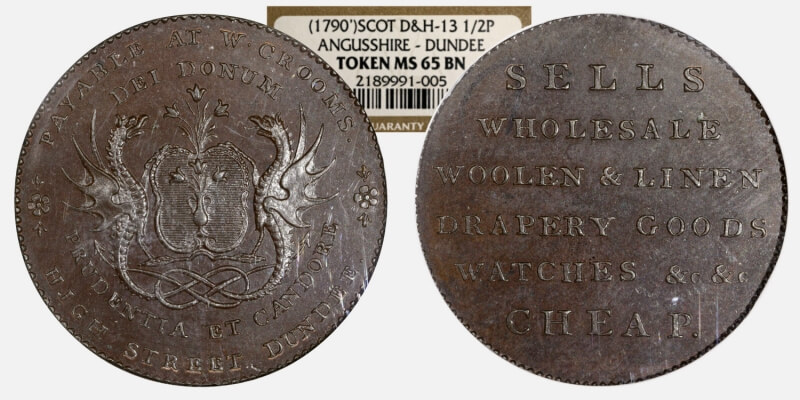 (1790')SCOT D&H-13 1/2P
ANGUSSHIRE - DUNDEE
TOKEN MS 65 BN
2189991-005
GUARANTY
PAYABLE AT W. CROOMS.
DEI DONUM
PRUDENTIA ET CANDORE
HIGH STREET DUNDEE
SELLS
WHOLESALE
WOOLEN & LINEN
DRAPERY GOODS
WATCHES &c &c
CHEAP.